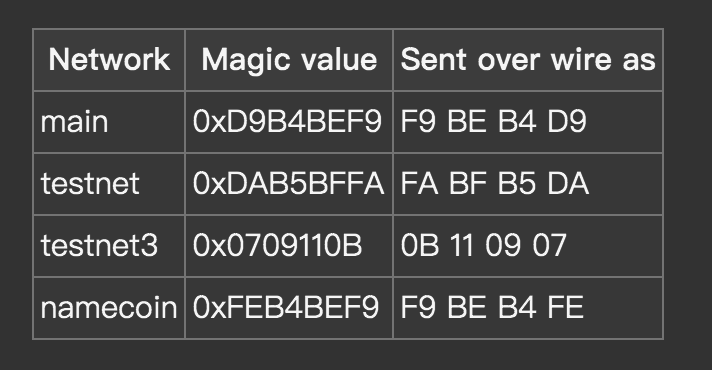 Network Magic value Sent over wire as
main 0xD9B4BEF9 F9 BE B4 D9
testnet 0xDAB5BFFA FA BF B5 DA
testnet3 0x0709110B 0B 11 09 07
namecoin 0xFEB4BEF9 F9 BE B4 FE